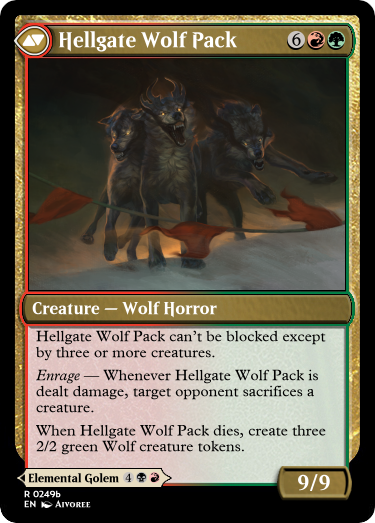 Hellgate Wolf Pack 6
Creature — Wolf Horror
Hellgate Wolf Pack can't be blocked except
by three or more creatures.
Enrage — Whenever Hellgate Wolf Pack is
dealt damage, target opponent sacrifices a
creature.
When Hellgate Wolf Pack dies, create three
2/2 green Wolf creature tokens.
Elemental Golem 4
9/9
R 0249b
EN Aivoree